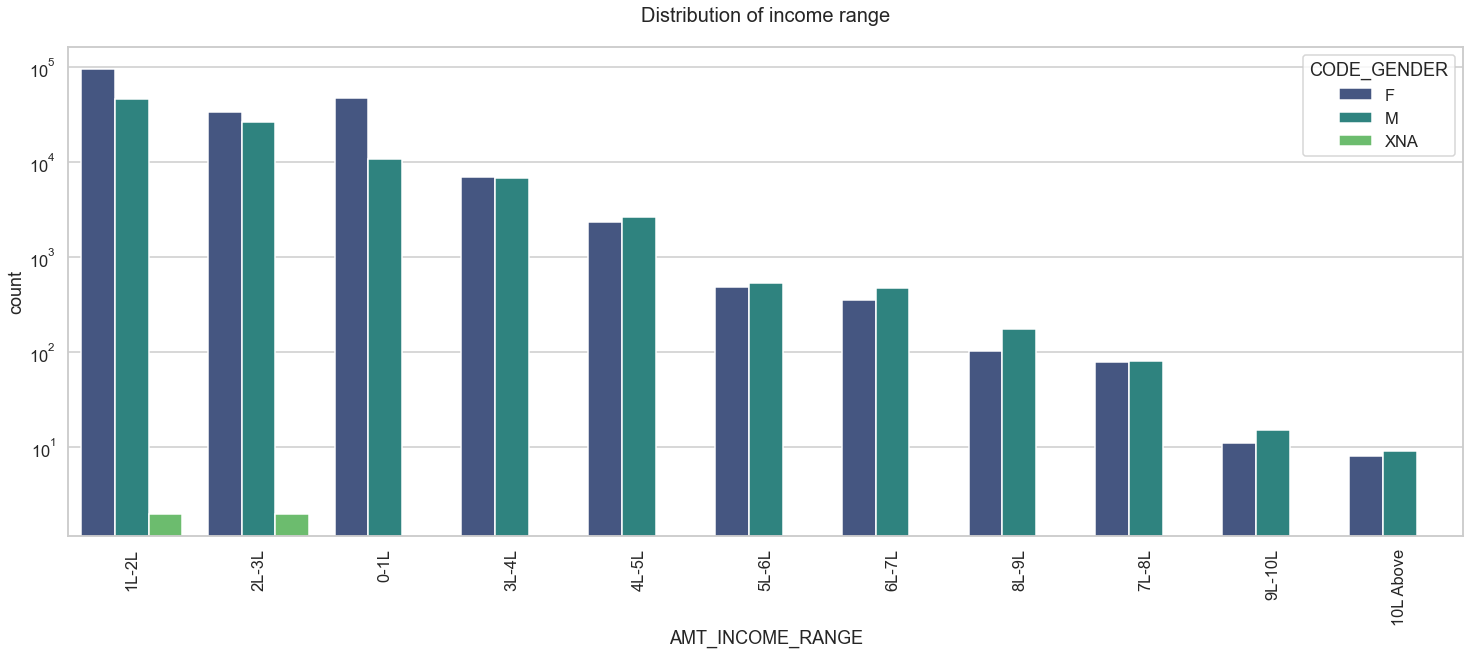 Distribution of income range
CODE_GENDER
F
M
XNA
10^5
10^4
10^3
10^2
10^1
count
1L-2L
2L-3L
0-1L
3L-4L
4L-5L
5L-6L
6L-7L
8L-9L
7L-8L
9L-10L
10L Above
AMT_INCOME_RANGE